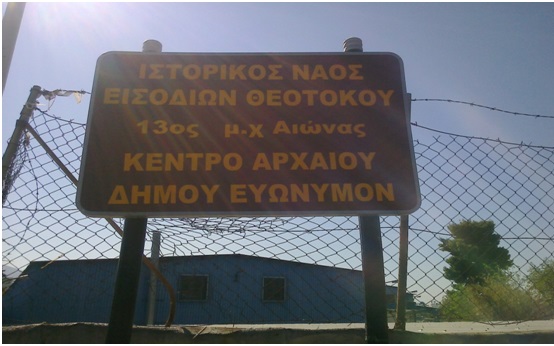 ΙΣΤΟΡΙΚΟΣ ΝΑΟΣ
ΕΙΣΟΔΙΩΝ ΘΕΟΤΟΚΟΥ
13ος μ.χ Αιώνας
ΚΕΝΤΡΟ ΑΡΧΑΙΟΥ
ΔΗΜΟΥ ΕΥΩΝΥΜΟΝ